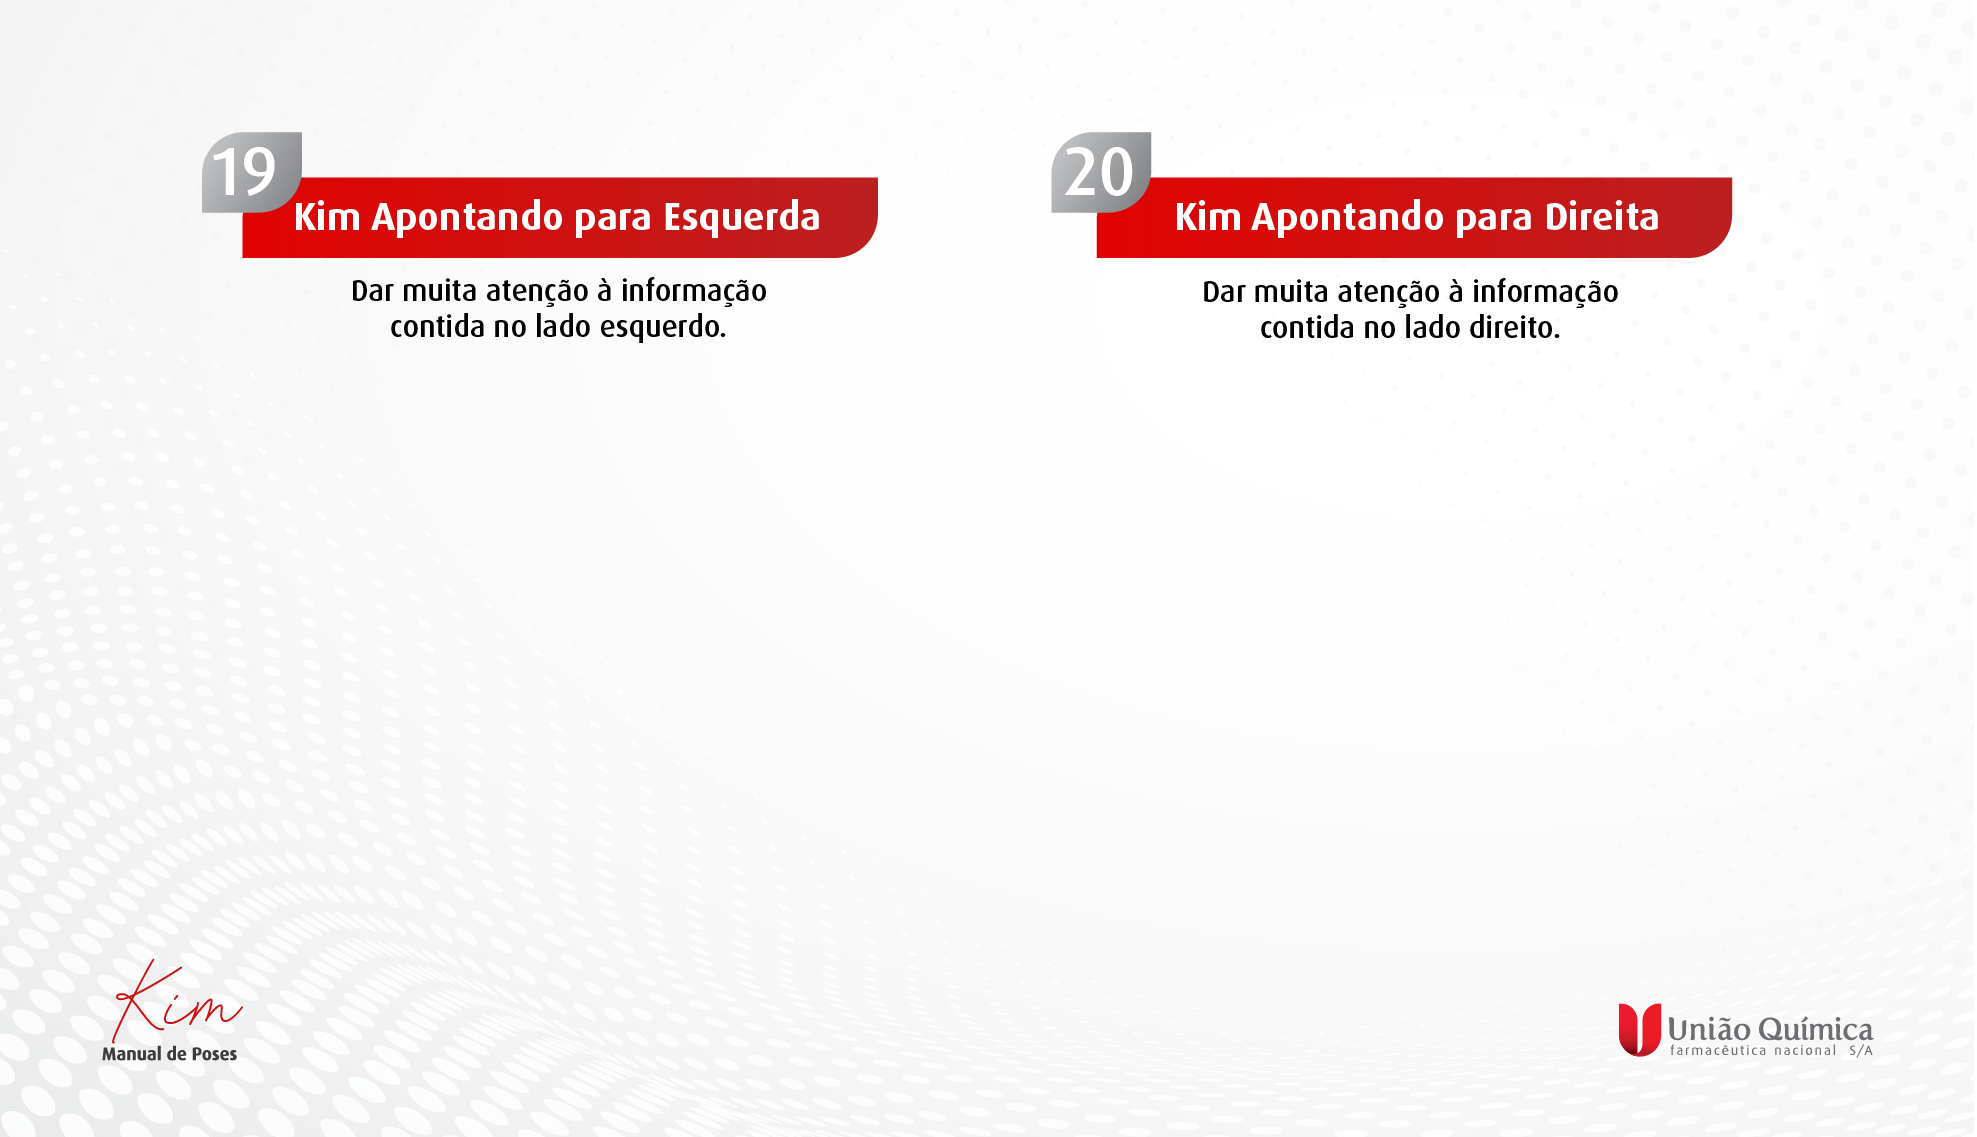 19
Kim Apontando para Esquerda
Dar muita atenção à informação
contida no lado esquerdo.
20
Kim Apontando para Direita
Dar muita atenção à informação
contida no lado direito.
Kim
Manual de Poses
União Química
farmacêutica nacional S/A